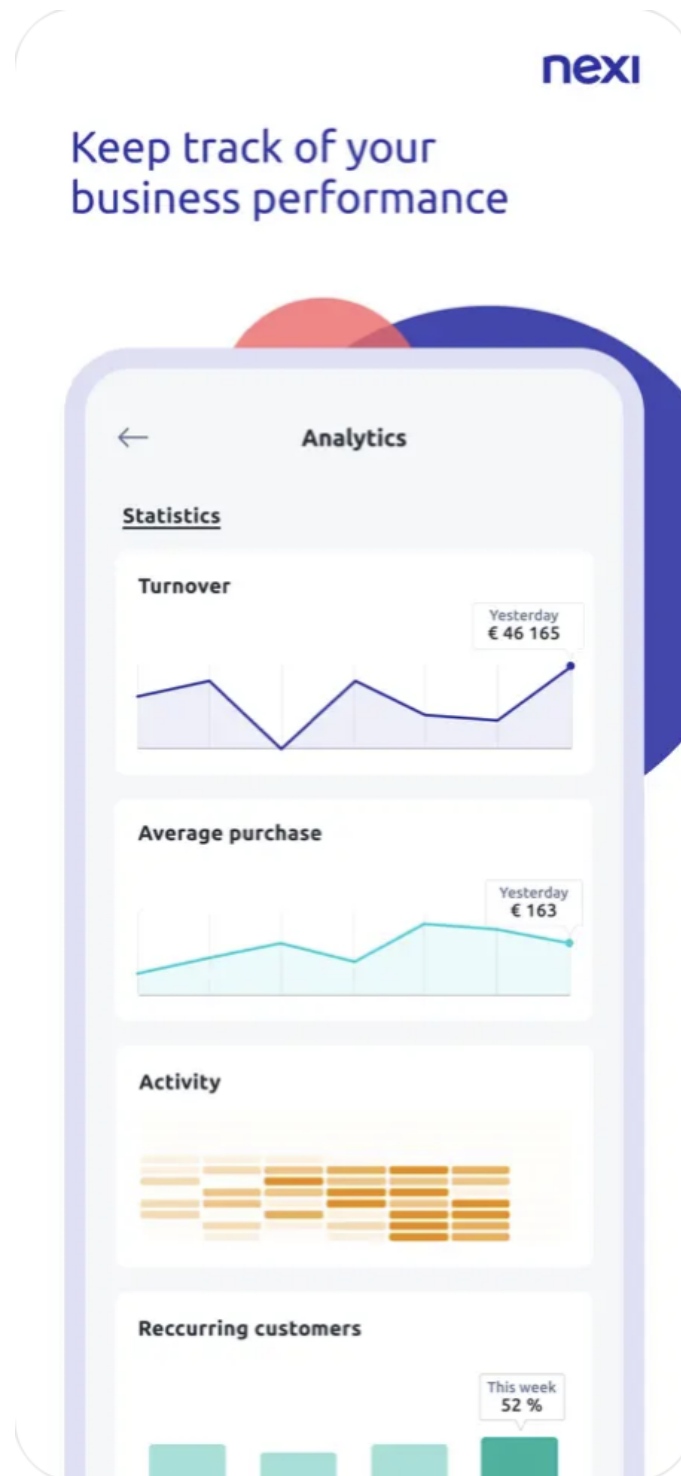 nexi
Keep track of your
business performance
Analytics
Statistics
Turnover
Yesterday
€ 46 165
Average purchase
Yesterday
€ 163
Activity
Reccurring customers
This week
52 %